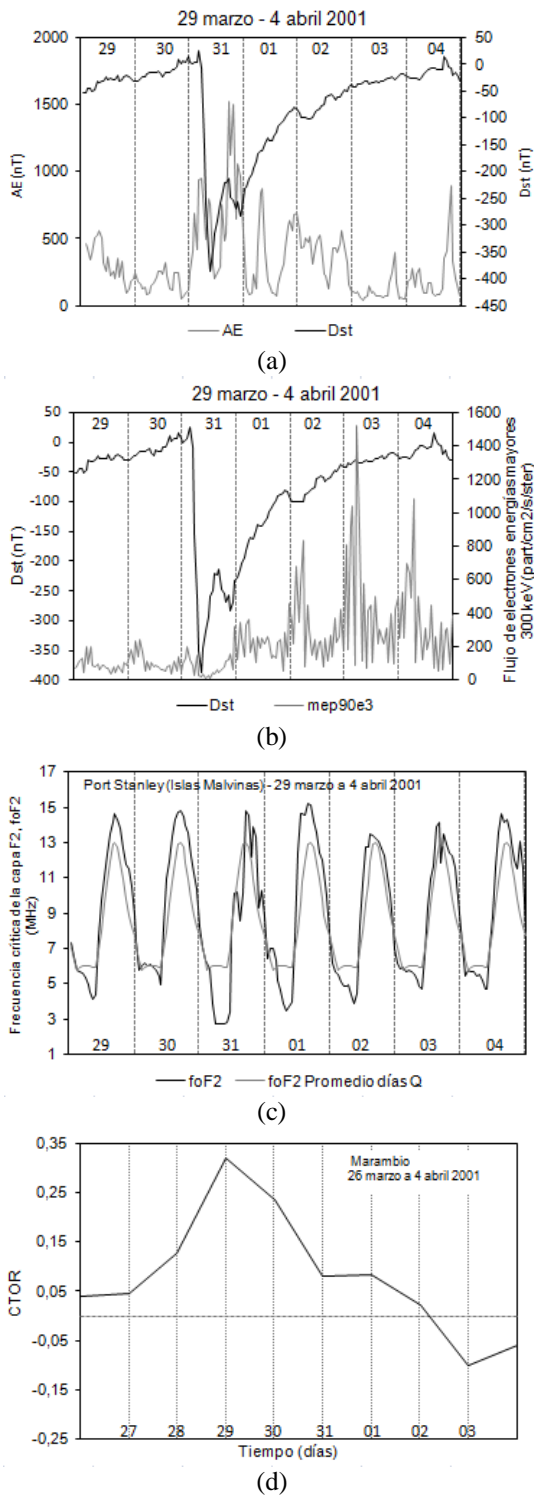 29 marzo - 4 abril 2001
2000
1500
1000
500
0
AE (nT)
29 30 31 01 02 03 04
50
0
-50
-100
-150
-200
-250
-300
-350
-400
-450
Dst (nT)
AE Dst
(a)
29 marzo - 4 abril 2001
50
0
-50
-100
-150
-200
-250
-300
-350
-400
Dst (nT)
29 30 31 01 02 03 04
1600
1400
1200
1000
800
600
400
200
0
Flujo de electrones energías mayores
300 keV (part/cm2/s/ster)
Dst mep90e3
(b)
17
15
13
11
9
7
5
3
1
Frecuencia crítica de la capa F2, foF2
(MHz)
Port Stanley (Islas Malvinas) - 29 marzo a 4 abril 2001
29 30 31 01 02 03 04
foF2 foF2 Promedio días Q
(c)
0,35
0,25
0,15
0,05
-0,05
-0,15
-0,25
CTOR
Marambio
26 marzo a 4 abril 2001
27 28 29 30 31 01 02 03
Tiempo (días)
(d)